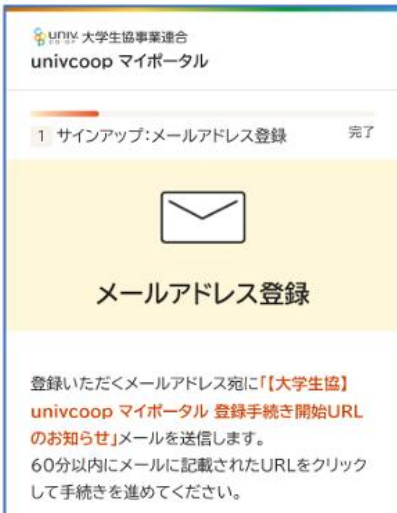 univ. 大学生協事業連合
CO-OP
univcoop マイポータル
1 サインアップ:メールアドレス登録 完了
メールアドレス登録
登録いただくメールアドレス宛に「【大学生協】
univcoop マイポータル 登録手続き開始URL
のお知らせ」メールを送信します。
60分以内にメールに記載されたURLをクリック
して手続きを進めてください。